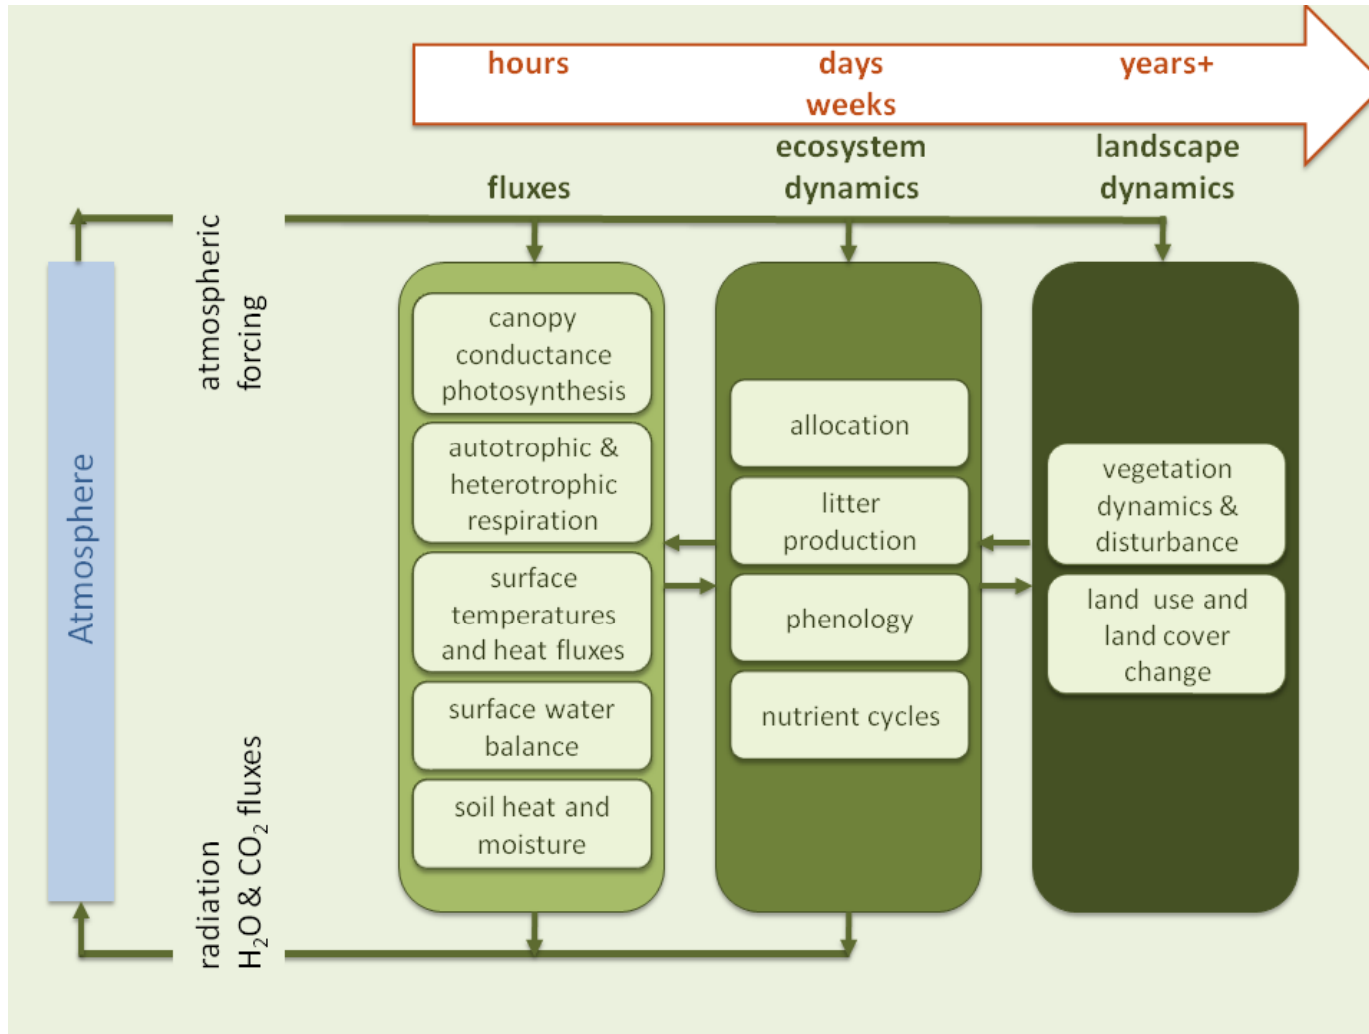 hours
days
weeks
years+
fluxes
ecosystem
dynamics
landscape
dynamics
atmospheric
forcing
Atmosphere
radiation
H₂O & CO₂ fluxes
canopy
conductance
photosynthesis
autotrophic &
heterotrophic
respiration
surface
temperatures
and heat fluxes
surface water
balance
soil heat and
moisture
allocation
litter
production
phenology
nutrient cycles
vegetation
dynamics &
disturbance
land use and
land cover
change